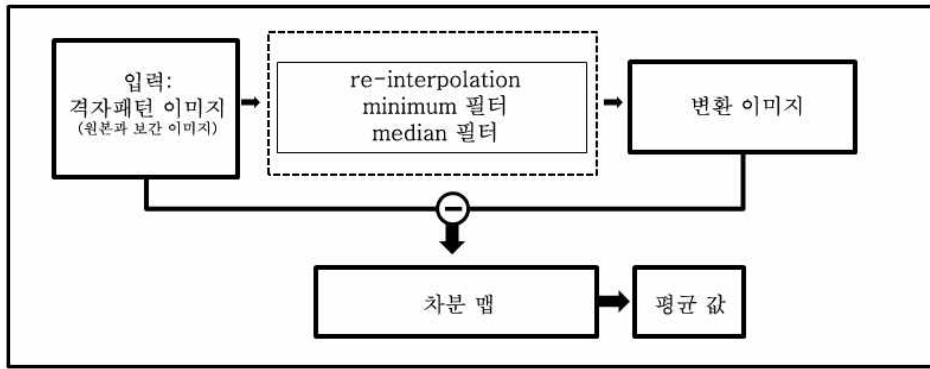 입력:
격자패턴 이미지
(원본과 보간 이미지)
re-interpolation
minimum 필터
median 필터
변환 이미지
차분 맵
평균 값